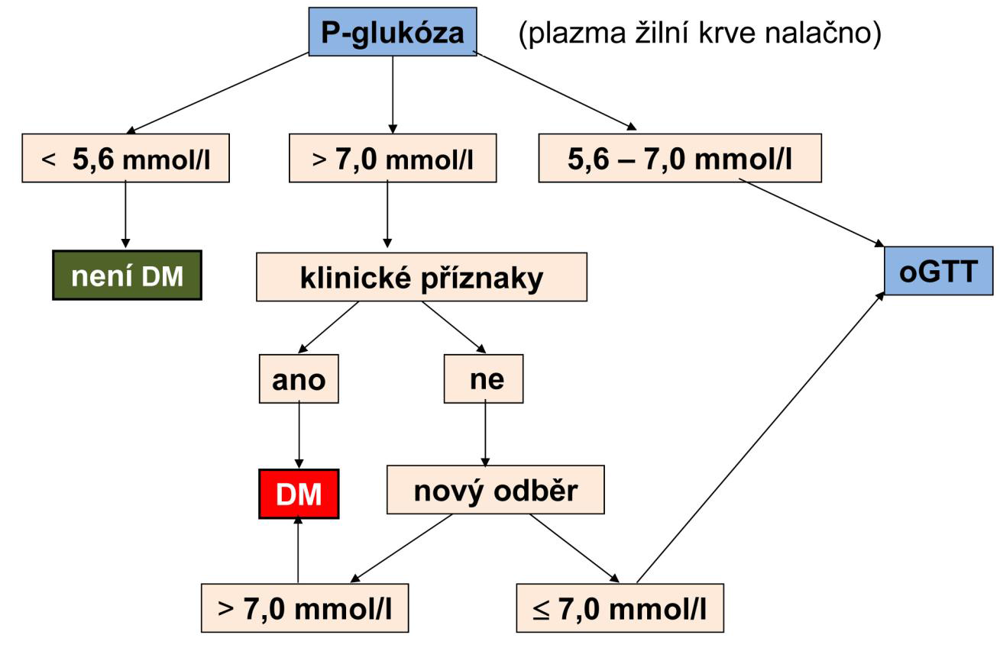 P-glukóza (plazma žilní krve nalačno)
< 5,6 mmol/l
> 7,0 mmol/l
5,6 – 7,0 mmol/l
není DM
klinické příznaky
oGTT
ano
ne
DM
nový odběr
> 7,0 mmol/l
≤ 7,0 mmol/l